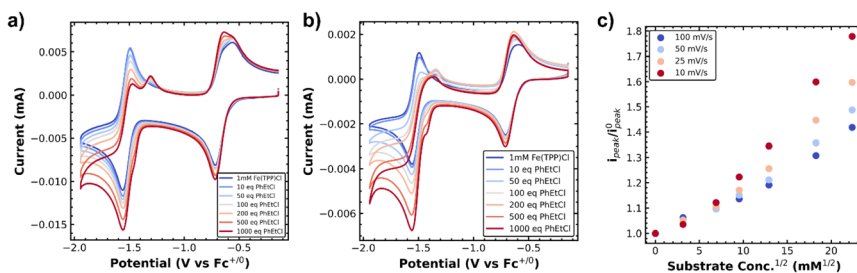 a)
0.005
0.000
−0.005
−0.010
−0.015
Current (mA)
1mM Fe(TPP)Cl
10 eq PhEtCl
50 eq PhEtCl
100 eq PhEtCl
200 eq PhEtCl
500 eq PhEtCl
1000 eq PhEtCl
−2.0 −1.5 −1.0 −0.5
Potential (V vs Fc⁺/⁰)
b)
0.004
0.002
0.000
−0.002
−0.004
−0.006
Current (mA)
1mM Fe(TPP)Cl
10 eq PhEtCl
50 eq PhEtCl
100 eq PhEtCl
200 eq PhEtCl
500 eq PhEtCl
1000 eq PhEtCl
−2.0 −1.5 −1.0 −0.5
Potential (V vs Fc⁺/⁰)
c)
1.8
1.7
1.6
1.5
1.4
1.3
1.2
1.1
1.0
i_peak/i⁰_peak
100 mV/s
50 mV/s
25 mV/s
10 mV/s
0 5 10 15 20
Substrate Conc.¹/² (mM¹/²)